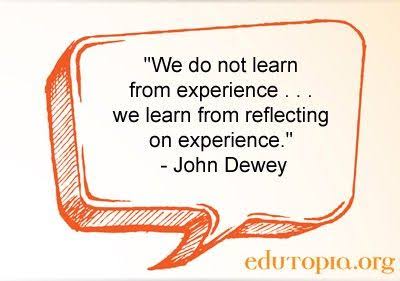 "We do not learn
from experience . . .
we learn from reflecting
on experience."
- John Dewey
edutopia.org